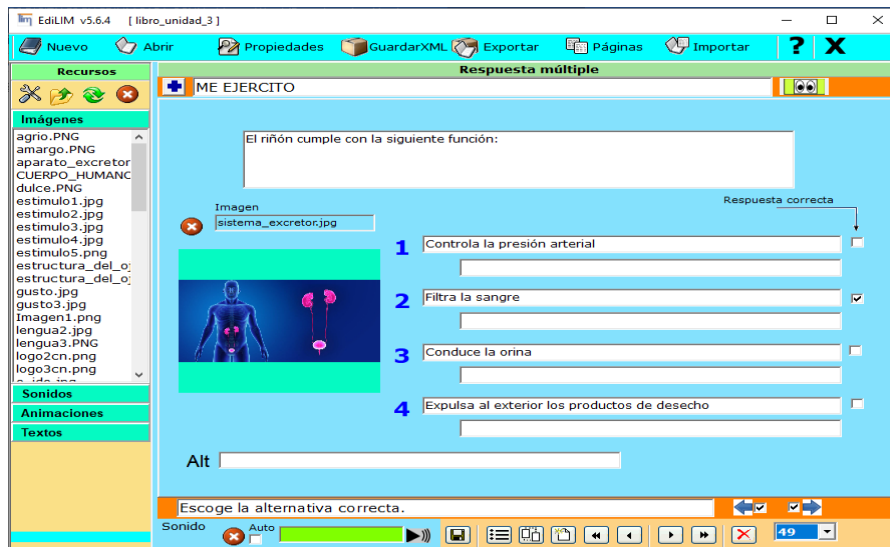 EdiLIM v5.6.4 [ libro_unidad_3 ]
Nuevo Abrir Propiedades GuardarXML Exportar Páginas Importar ? X
Recursos
Respuesta múltiple
ME EJERCITO
Imágenes
agrio.PNG
amargo.PNG
aparato_excretor
CUERPO_HUMANO
dulce.PNG
estimulo1.jpg
estimulo2.jpg
estimulo3.jpg
estimulo4.jpg
estimulo5.png
estructura_del_oj
estructura_del_oj
gusto.jpg
gusto3.jpg
Imagen1.png
lengua2.jpg
lengua3.PNG
logo2cn.png
logo3cn.png
Sonidos
Animaciones
Textos
El riñón cumple con la siguiente función:
Imagen
sistema_excretor.jpg
Respuesta correcta
1 Controla la presión arterial
2 Filtra la sangre
3 Conduce la orina
4 Expulsa al exterior los productos de desecho
Alt
Escoge la alternativa correcta.
Sonido Auto 49